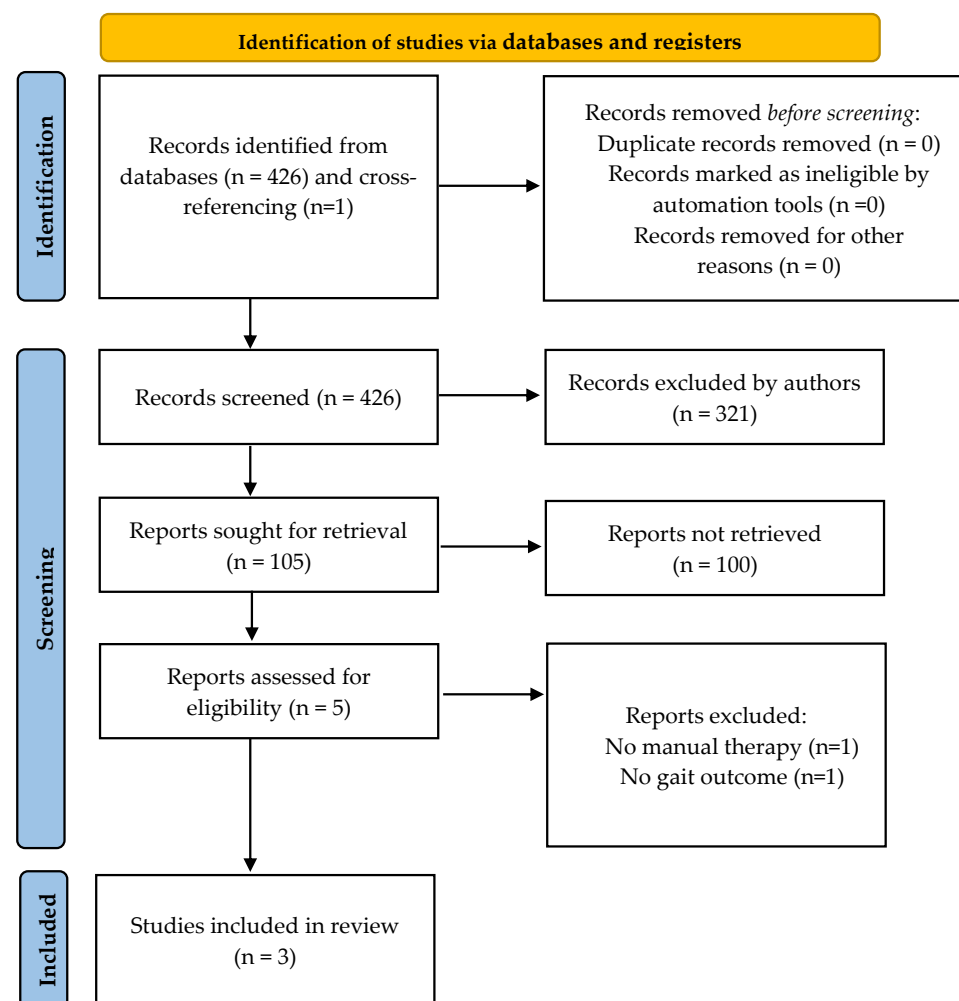 Identification of studies via databases and registers
Identification
Records identified from
databases (n = 426) and cross-
referencing (n=1)
Records removed before screening:
Duplicate records removed (n = 0)
Records marked as ineligible by
automation tools (n =0)
Records removed for other
reasons (n = 0)
Screening
Records screened (n = 426)
Records excluded by authors
(n = 321)
Reports sought for retrieval
(n = 105)
Reports not retrieved
(n = 100)
Reports assessed for
eligibility (n = 5)
Reports excluded:
No manual therapy (n=1)
No gait outcome (n=1)
Included
Studies included in review
(n = 3)